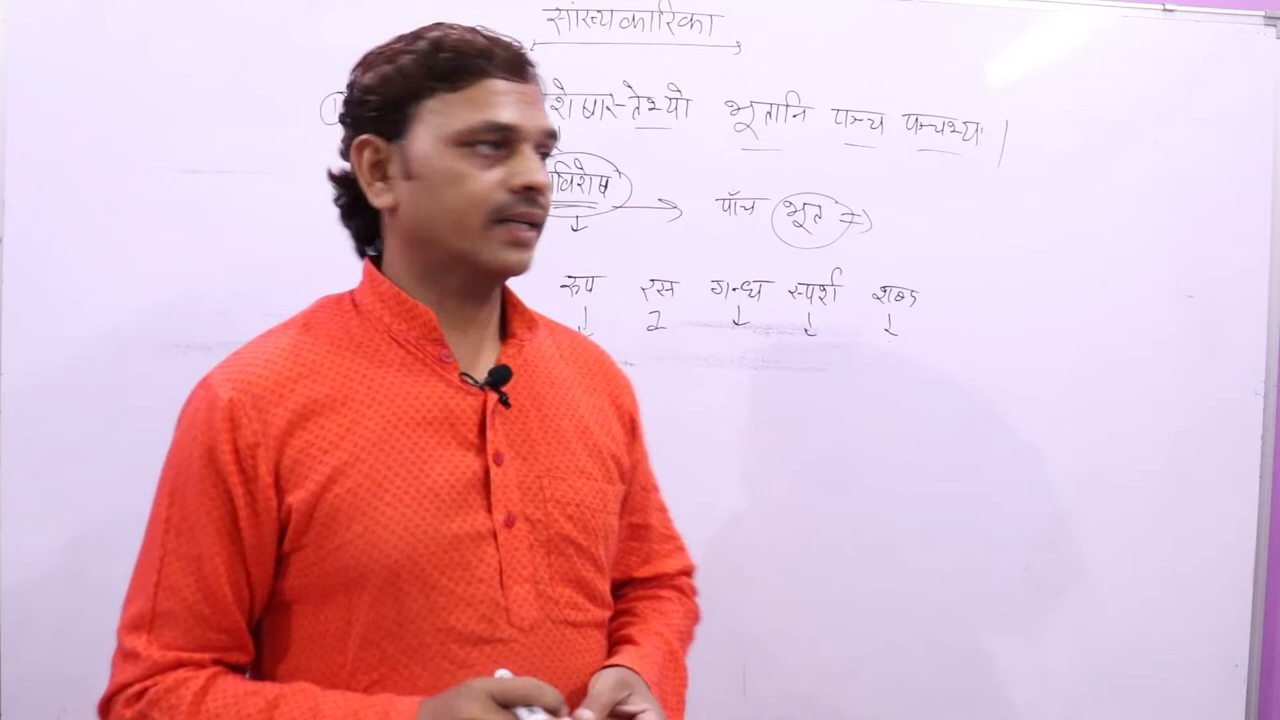 सांख्यकारिका
शेषास्-तेभ्यो भूतानि पञ्च पञ्चभ्यः |
विशेष → पाँच भूत ⇒
रूप रस गन्ध स्पर्श शब्द